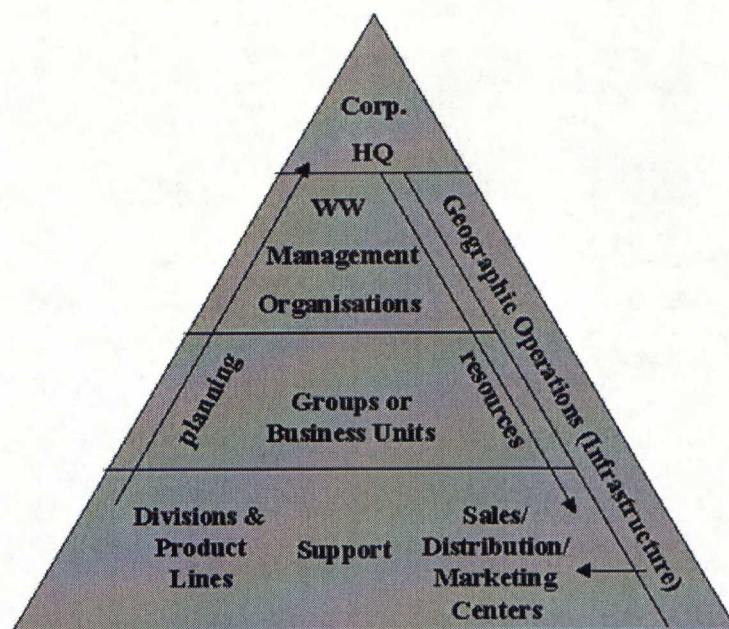 Corp.
HQ
WW
Management
Organisations
Geographic Operations (Infrastructure)
planning
resources
Groups or
Business Units
Divisions &
Product
Lines
Support
Sales/
Distribution/
Marketing
Centers